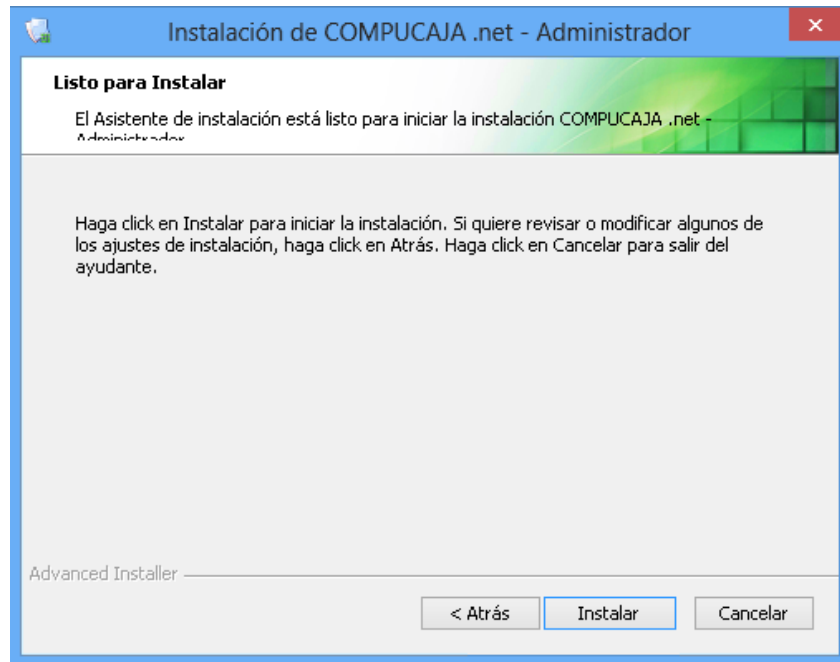 Instalación de COMPUCAJA .net - Administrador
Listo para Instalar
El Asistente de instalación está listo para iniciar la instalación COMPUCAJA .net -
Administrador
Haga click en Instalar para iniciar la instalación. Si quiere revisar o modificar algunos de
los ajustes de instalación, haga click en Atrás. Haga click en Cancelar para salir del
ayudante.
Advanced Installer
< Atrás
Instalar
Cancelar